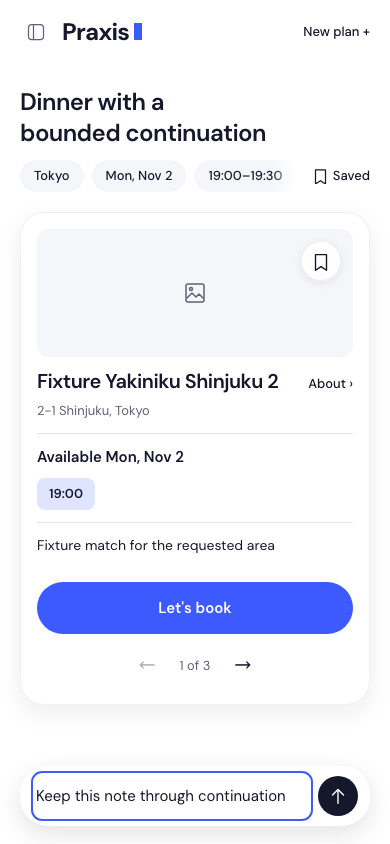 Praxis
New plan +
Dinner with a
bounded continuation
Tokyo
Mon, Nov 2
19:00–19:30
Saved
Fixture Yakiniku Shinjuku 2
About ›
2-1 Shinjuku, Tokyo
Available Mon, Nov 2
19:00
Fixture match for the requested area
Let's book
← 1 of 3 →
Keep this note through continuation